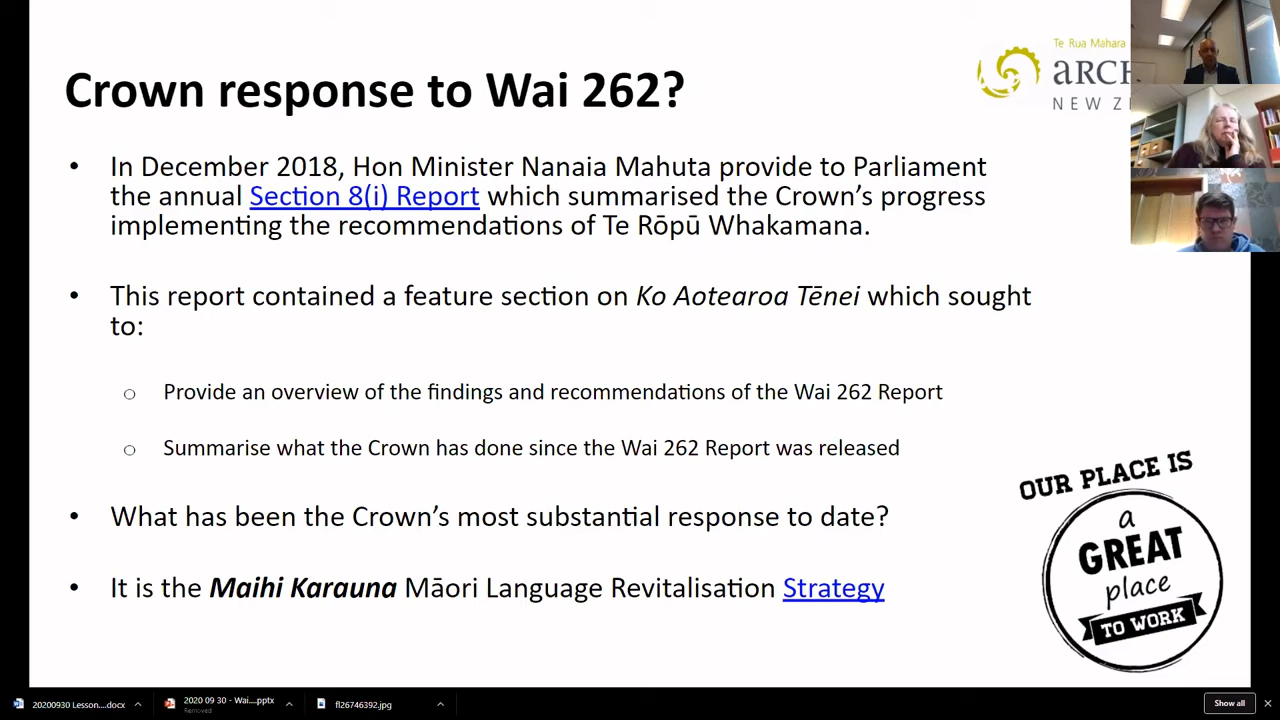 Crown response to Wai 262?
Te Rua Mahara
ARCH
NEW Z
• In December 2018, Hon Minister Nanaia Mahuta provide to Parliament
the annual Section 8(i) Report which summarised the Crown's progress
implementing the recommendations of Te Rōpū Whakamana.
• This report contained a feature section on Ko Aotearoa Tēnei which sought
to:
○ Provide an overview of the findings and recommendations of the Wai 262 Report
○ Summarise what the Crown has done since the Wai 262 Report was released
• What has been the Crown's most substantial response to date?
• It is the Maihi Karauna Māori Language Revitalisation Strategy
OUR PLACE IS
a
GREAT
place
TO WORK
20200930 Lesson....docx
2020 09 30 - Wai....pptx
Removed
fl26746392.jpg
Show all